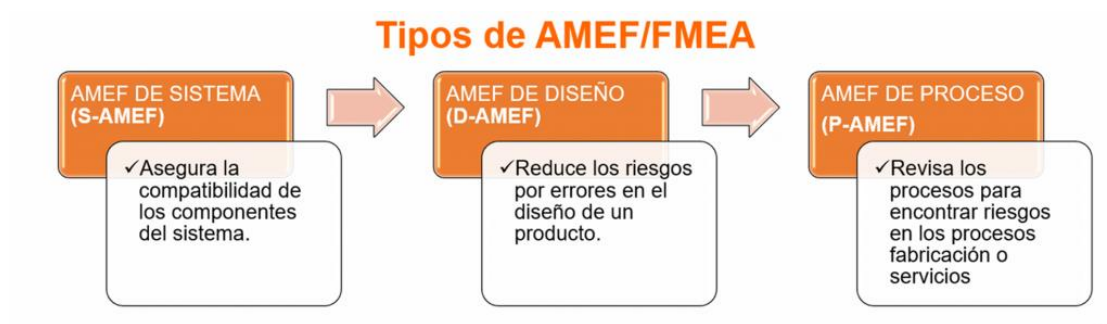 Tipos de AMEF/FMEA
AMEF DE SISTEMA
(S-AMEF)
✓Asegura la
compatibilidad de
los componentes
del sistema.
AMEF DE DISEÑO
(D-AMEF)
✓Reduce los riesgos
por errores en el
diseño de un
producto.
AMEF DE PROCESO
(P-AMEF)
✓Revisa los
procesos para
encontrar riesgos
en los procesos
fabricación o
servicios